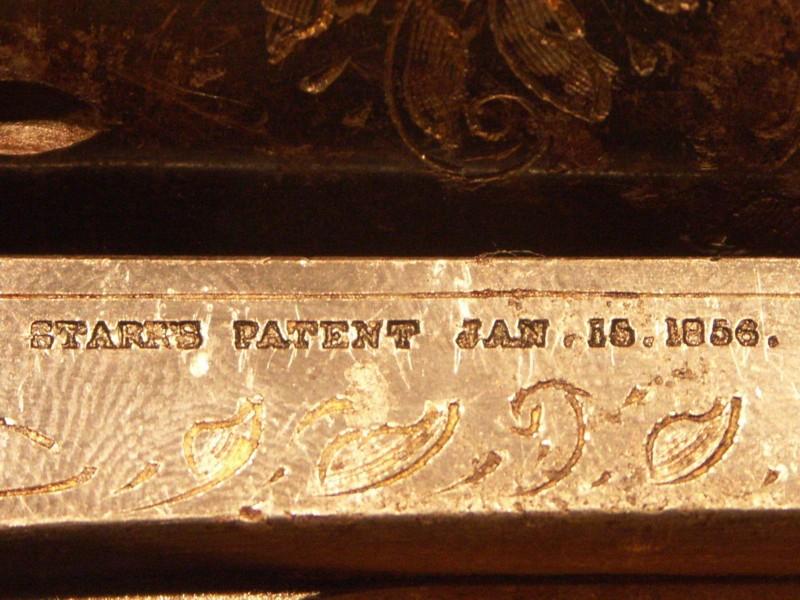 STARR'S PATENT JAN. 15. 1856.